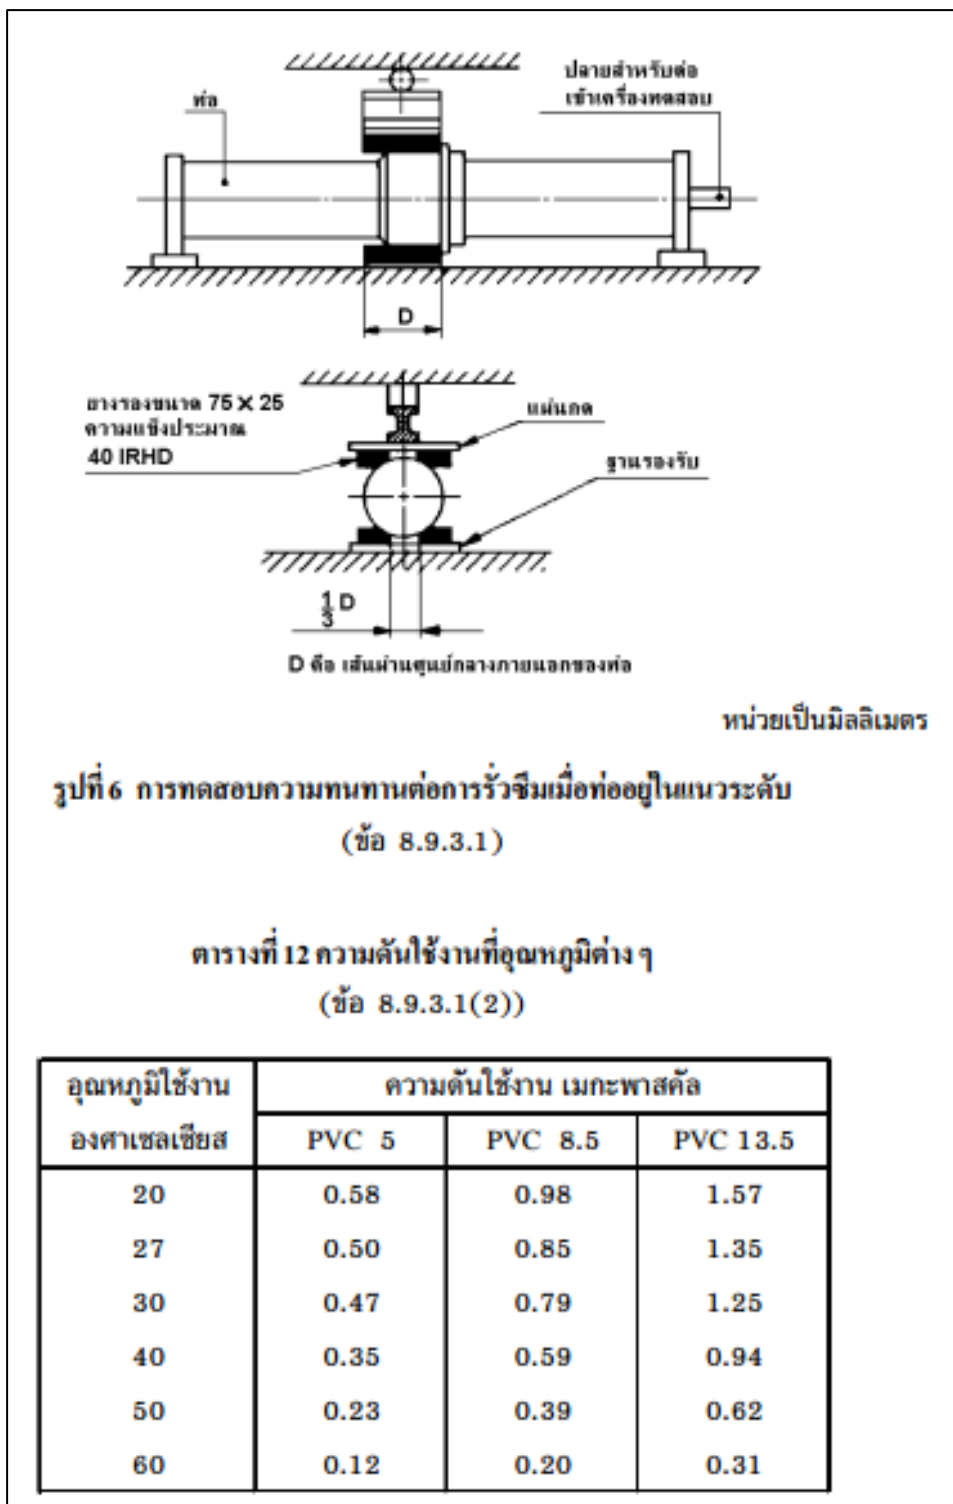 ท่อ
ปลายสำหรับต่อ
เข้าเครื่องทดสอบ
D
ยางรองขนาด 75 X 25
ความแข็งประมาณ
40 IRHD
แผ่นกด
ฐานรองรับ
D
D คือ เส้นผ่านศูนย์กลางภายนอกของท่อ
หน่วยเป็นมิลลิเมตร
รูปที่ 6 การทดสอบความทนทานต่อการรั่วซึมเมื่อท่ออยู่ในแนวระดับ
(ข้อ 8.9.3.1)
ตารางที่ 12 ความดันใช้งานที่อุณหภูมิต่าง ๆ
(ข้อ 8.9.3.1(2))
อุณหภูมิใช้งาน ความดันใช้งาน เมกะพาสคัล
องศาเซลเซียส PVC 5 PVC 8.5 PVC 13.5
20 0.58 0.98 1.57
27 0.50 0.85 1.35
30 0.47 0.79 1.25
40 0.35 0.59 0.94
50 0.23 0.39 0.62
60 0.12 0.20 0.31